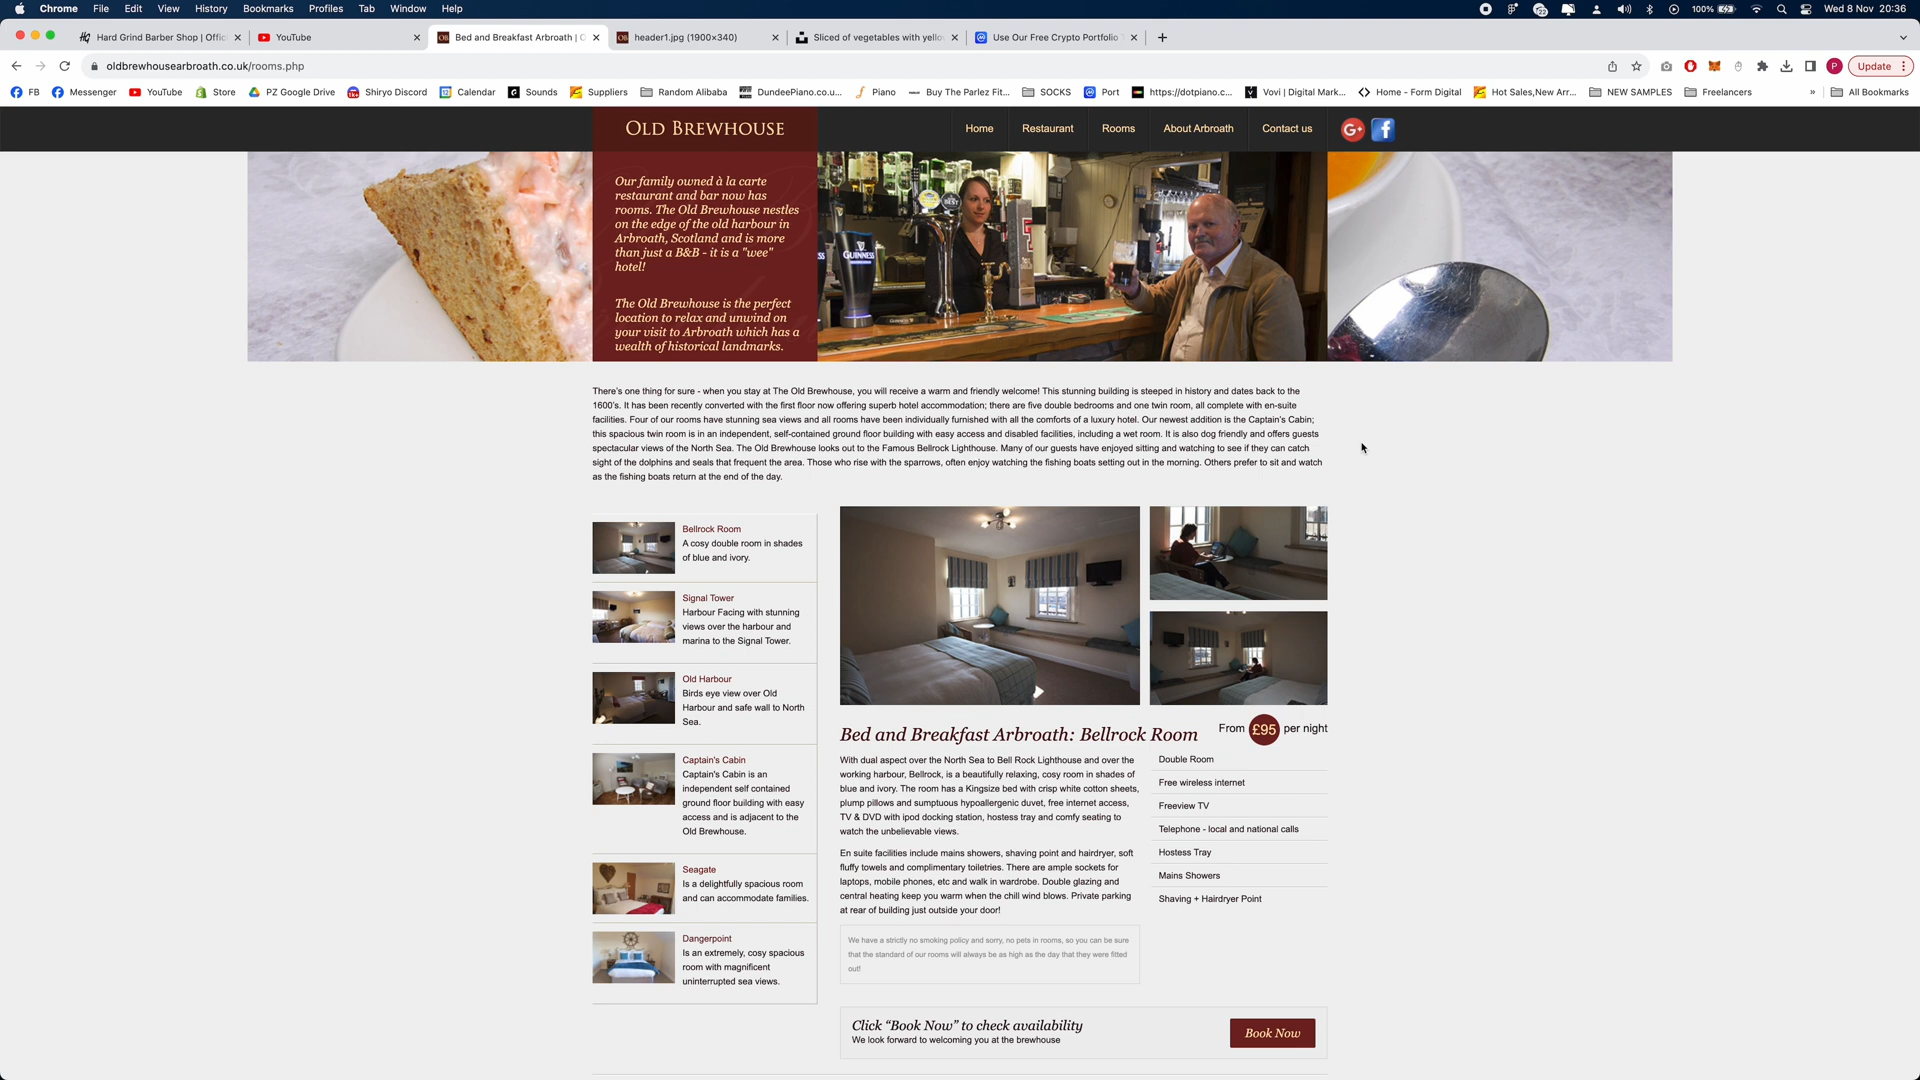 Chrome File Edit View History Bookmarks Profiles Tab Window Help
22
100%
Wed 8 Nov 20:36
Hard Grind Barber Shop | Offic
YouTube
Bed and Breakfast Arbroath | O
header1.jpg (1900×340)
Sliced of vegetables with yello
Use Our Free Crypto Portfolio T
oldbrewhousearbroath.co.uk/rooms.php
P
Update
FB Messenger YouTube Store PZ Google Drive Shiryo Discord Calendar Sounds Suppliers Random Alibaba DundeePiano.co.u... Piano Buy The Parlez Fit... SOCKS Port https://dotpiano.c... Vovi | Digital Mark... Home - Form Digital Hot Sales,New Arr... NEW SAMPLES Freelancers » All Bookmarks
OLD BREWHOUSE
Home Restaurant Rooms About Arbroath Contact us
Our family owned à la carte
restaurant and bar now has
rooms. The Old Brewhouse nestles
on the edge of the old harbour in
Arbroath, Scotland and is more
than just a B&B - it is a "wee"
hotel!
The Old Brewhouse is the perfect
location to relax and unwind on
your visit to Arbroath which has a
wealth of historical landmarks.
GUINNESS
BEST
There's one thing for sure - when you stay at The Old Brewhouse, you will receive a warm and friendly welcome! This stunning building is steeped in history and dates back to the
1600's. It has been recently converted with the first floor now offering superb hotel accommodation; there are five double bedrooms and one twin room, all complete with en-suite
facilities. Four of our rooms have stunning sea views and all rooms have been individually furnished with all the comforts of a luxury hotel. Our newest addition is the Captain's Cabin;
this spacious twin room is in an independent, self-contained ground floor building with easy access and disabled facilities, including a wet room. It is also dog friendly and offers guests
spectacular views of the North Sea. The Old Brewhouse looks out to the Famous Bellrock Lighthouse. Many of our guests have enjoyed sitting and watching to see if they can catch
sight of the dolphins and seals that frequent the area. Those who rise with the sparrows, often enjoy watching the fishing boats setting out in the morning. Others prefer to sit and watch
as the fishing boats return at the end of the day.
Bellrock Room
A cosy double room in shades
of blue and ivory.
Signal Tower
Harbour Facing with stunning
views over the harbour and
marina to the Signal Tower.
Old Harbour
Birds eye view over Old
Harbour and safe wall to North
Sea.
Captain's Cabin
Captain's Cabin is an
independent self contained
ground floor building with easy
access and is adjacent to the
Old Brewhouse.
Seagate
Is a delightfully spacious room
and can accommodate families.
Dangerpoint
Is an extremely, cosy spacious
room with magnificent
uninterrupted sea views.
Bed and Breakfast Arbroath: Bellrock Room
From £95 per night
With dual aspect over the North Sea to Bell Rock Lighthouse and over the
working harbour, Bellrock, is a beautifully relaxing, cosy room in shades of
blue and ivory. The room has a Kingsize bed with crisp white cotton sheets,
plump pillows and sumptuous hypoallergenic duvet, free internet access,
TV & DVD with ipod docking station, hostess tray and comfy seating to
watch the unbelievable views.
En suite facilities include mains showers, shaving point and hairdryer, soft
fluffy towels and complimentary toiletries. There are ample sockets for
laptops, mobile phones, etc and walk in wardrobe. Double glazing and
central heating keep you warm when the chill wind blows. Private parking
at rear of building just outside your door!
Double Room
Free wireless internet
Freeview TV
Telephone - local and national calls
Hostess Tray
Mains Showers
Shaving + Hairdryer Point
We have a strictly no smoking policy and sorry, no pets in rooms, so you can be sure
that the standard of our rooms will always be as high as the day that they were fitted
out!
Click “Book Now” to check availability
We look forward to welcoming you at the brewhouse
Book Now